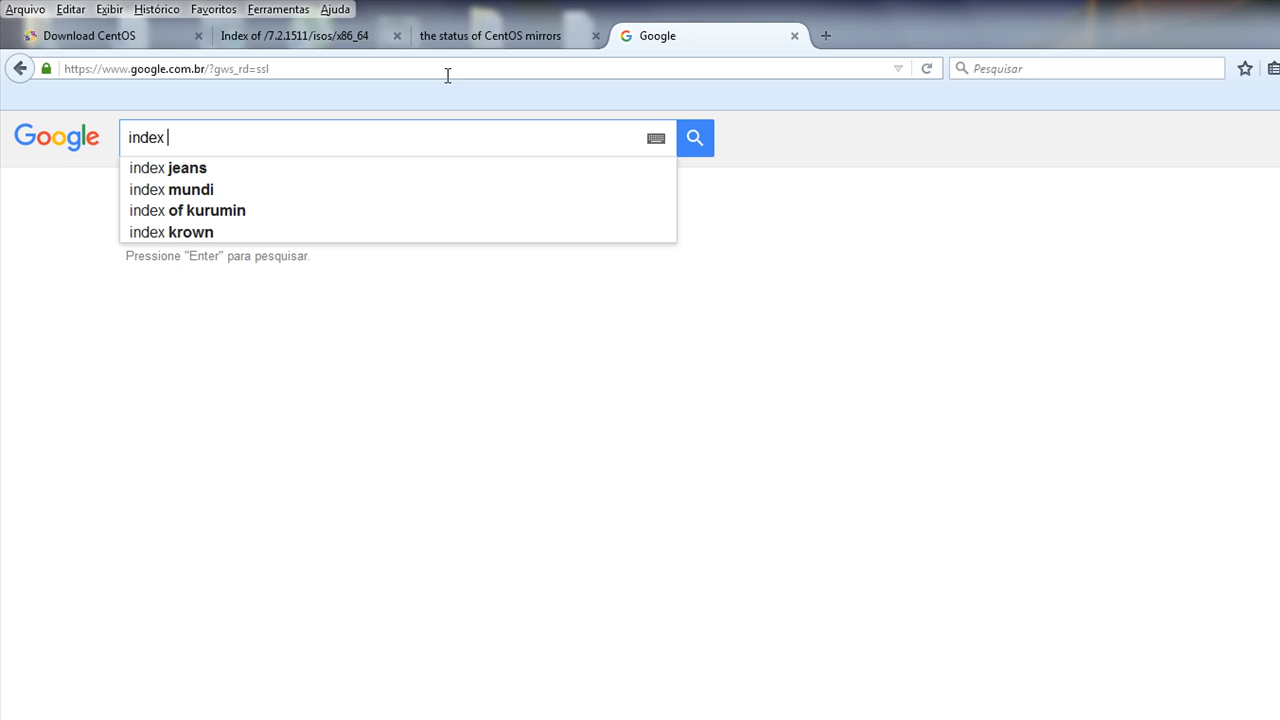 Arquivo Editar Exibir Histórico Favoritos Ferramentas Ajuda
Download CentOS Index of /7.2.1511/isos/x86_64 the status of CentOS mirrors Google
https://www.google.com.br/?gws_rd=ssl Pesquisar
Google index
index jeans
index mundi
index of kurumin
index krown
Pressione "Enter" para pesquisar.